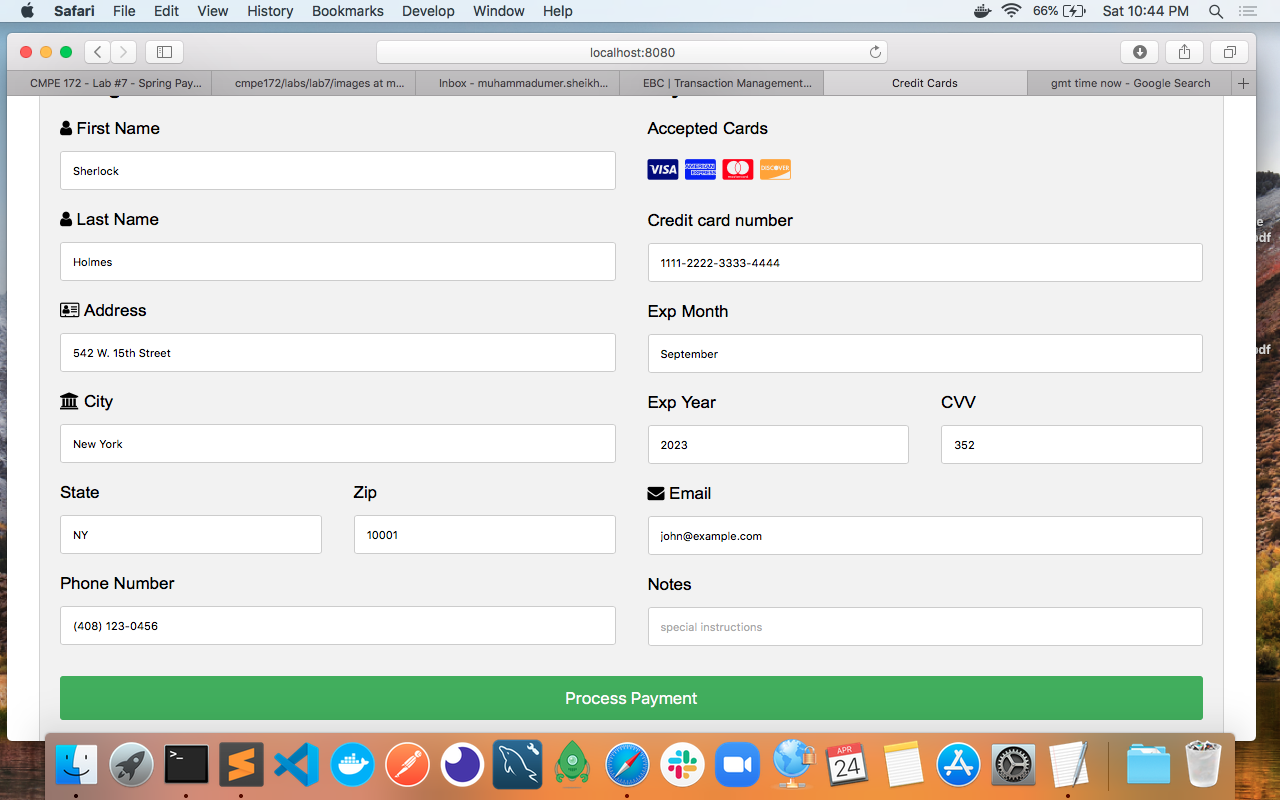 Safari File Edit View History Bookmarks Develop Window Help 66% Sat 10:44 PM
localhost:8080
CMPE 172 - Lab #7 - Spring Pay... cmpe172/labs/lab7/images at m... Inbox - muhammadumer.sheikh... EBC | Transaction Management... Credit Cards gmt time now - Google Search
First Name
Sherlock
Last Name
Holmes
Address
542 W. 15th Street
City
New York
State Zip
NY 10001
Phone Number
(408) 123-0456
Accepted Cards
VISA AMERICAN EXPRESS DISCOVER
Credit card number
1111-2222-3333-4444
Exp Month
September
Exp Year CVV
2023 352
Email
john@example.com
Notes
special instructions
Process Payment
APR
24